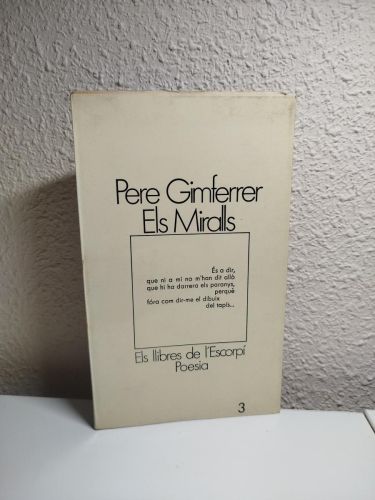 Pere Gimferrer
Els Miralls
És a dir,
que ni a mi no m'han dit allò
que hi ha darrera els paranys,
perquè
fóra com dir-me el dibuix
del tapís...
Els llibres de l'Escorpí
Poesia
3